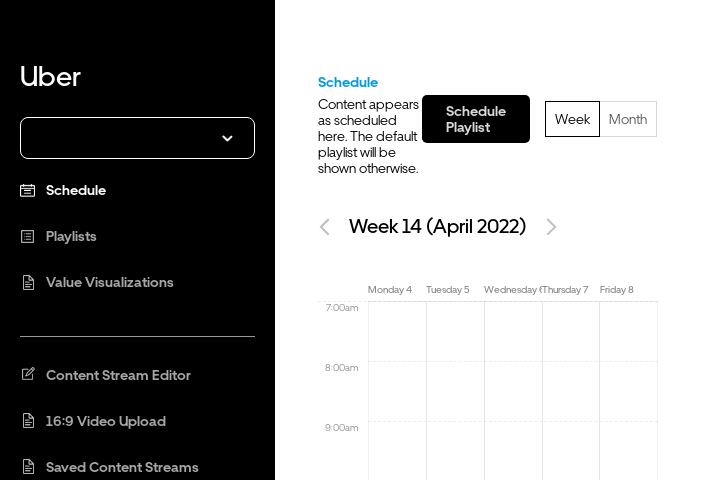 Uber
Schedule
Playlists
Value Visualizations
Content Stream Editor
16:9 Video Upload
Saved Content Streams
Schedule
Content appears
as scheduled
here. The default
playlist will be
shown otherwise.
Schedule
Playlist
Week
Month
Week 14 (April 2022)
Monday 4
Tuesday 5
Wednesday
Thursday 7
Friday 8
7:00am
8:00am
9:00am